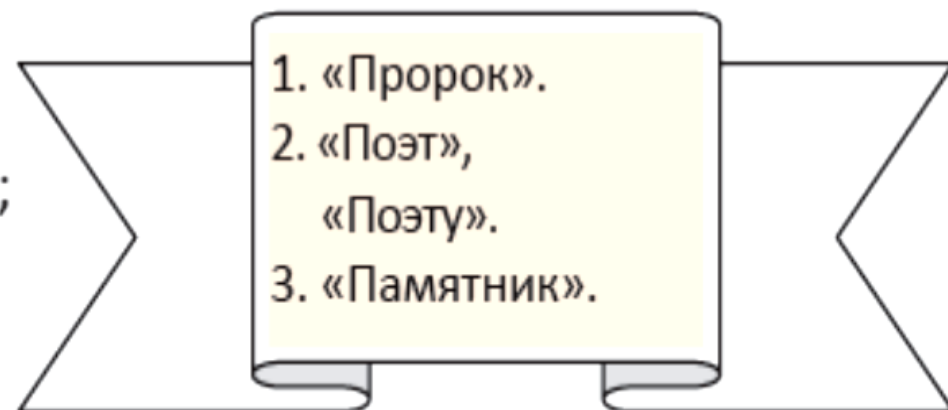 1. «Пророк».
2. «Поэт»,
;
«Поэту».
3. «Памятник».